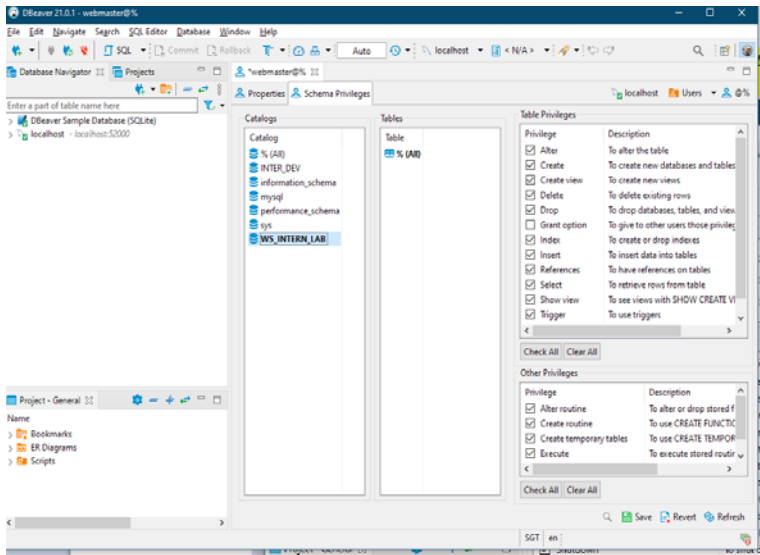 DBeaver 21.0.1 - webmaster@%
File Edit Navigate Search SQL Editor Database Window Help
SQL Commit Rollback Auto localhost < N/A >
Database Navigator Projects
*webmaster@%
Properties Schema Privileges
localhost Users @%
Enter a part of table name here
DBeaver Sample Database (SQLite)
localhost - localhost:52000
Catalogs
Catalog
% (All)
INTER_DEV
information_schema
mysql
performance_schema
sys
WS_INTERN_LAB
Tables
Table
% (All)
Table Privileges
Privilege Description
Alter To alter the table
Create To create new databases and tables
Create view To create new views
Delete To delete existing rows
Drop To drop databases, tables, and view
Grant option To give to other users those privileg
Index To create or drop indexes
Insert To insert data into tables
References To have references on tables
Select To retrieve rows from table
Show view To see views with SHOW CREATE VI
Trigger To use triggers
Check All Clear All
Other Privileges
Privilege Description
Alter routine To alter or drop stored f
Create routine To use CREATE FUNCTIC
Create temporary tables To use CREATE TEMPOR
Execute To execute stored routir
Check All Clear All
Project - General
Name
Bookmarks
ER Diagrams
Scripts
Save Revert Refresh
SGT en